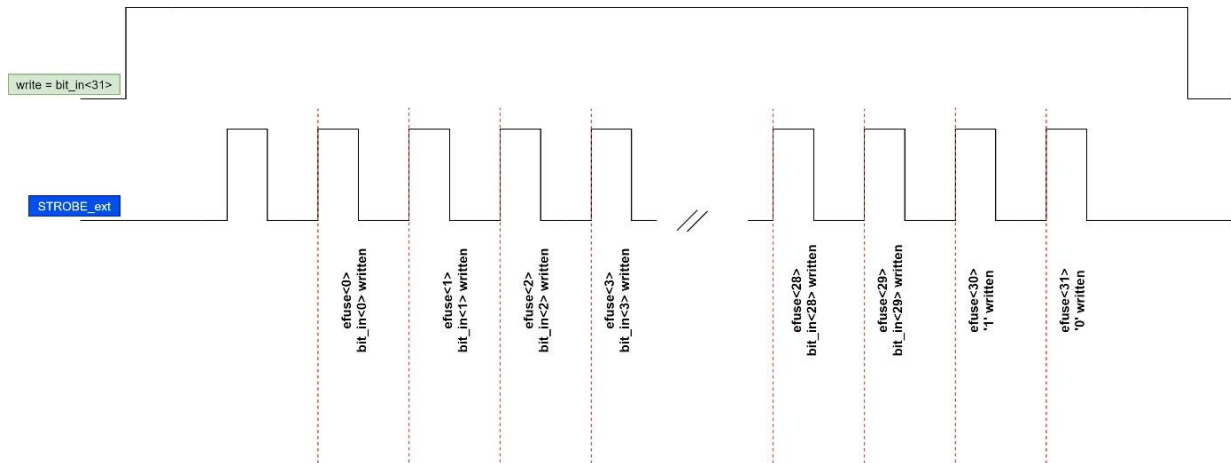 write = bit_in<31>
STROBE_ext
efuse<0>
bit_in<0> written
efuse<1>
bit_in<1> written
efuse<2>
bit_in<2> written
efuse<3>
bit_in<3> written
efuse<28>
bit_in<28> written
efuse<29>
bit_in<29> written
efuse<30>
'1' written
efuse<31>
'0' written